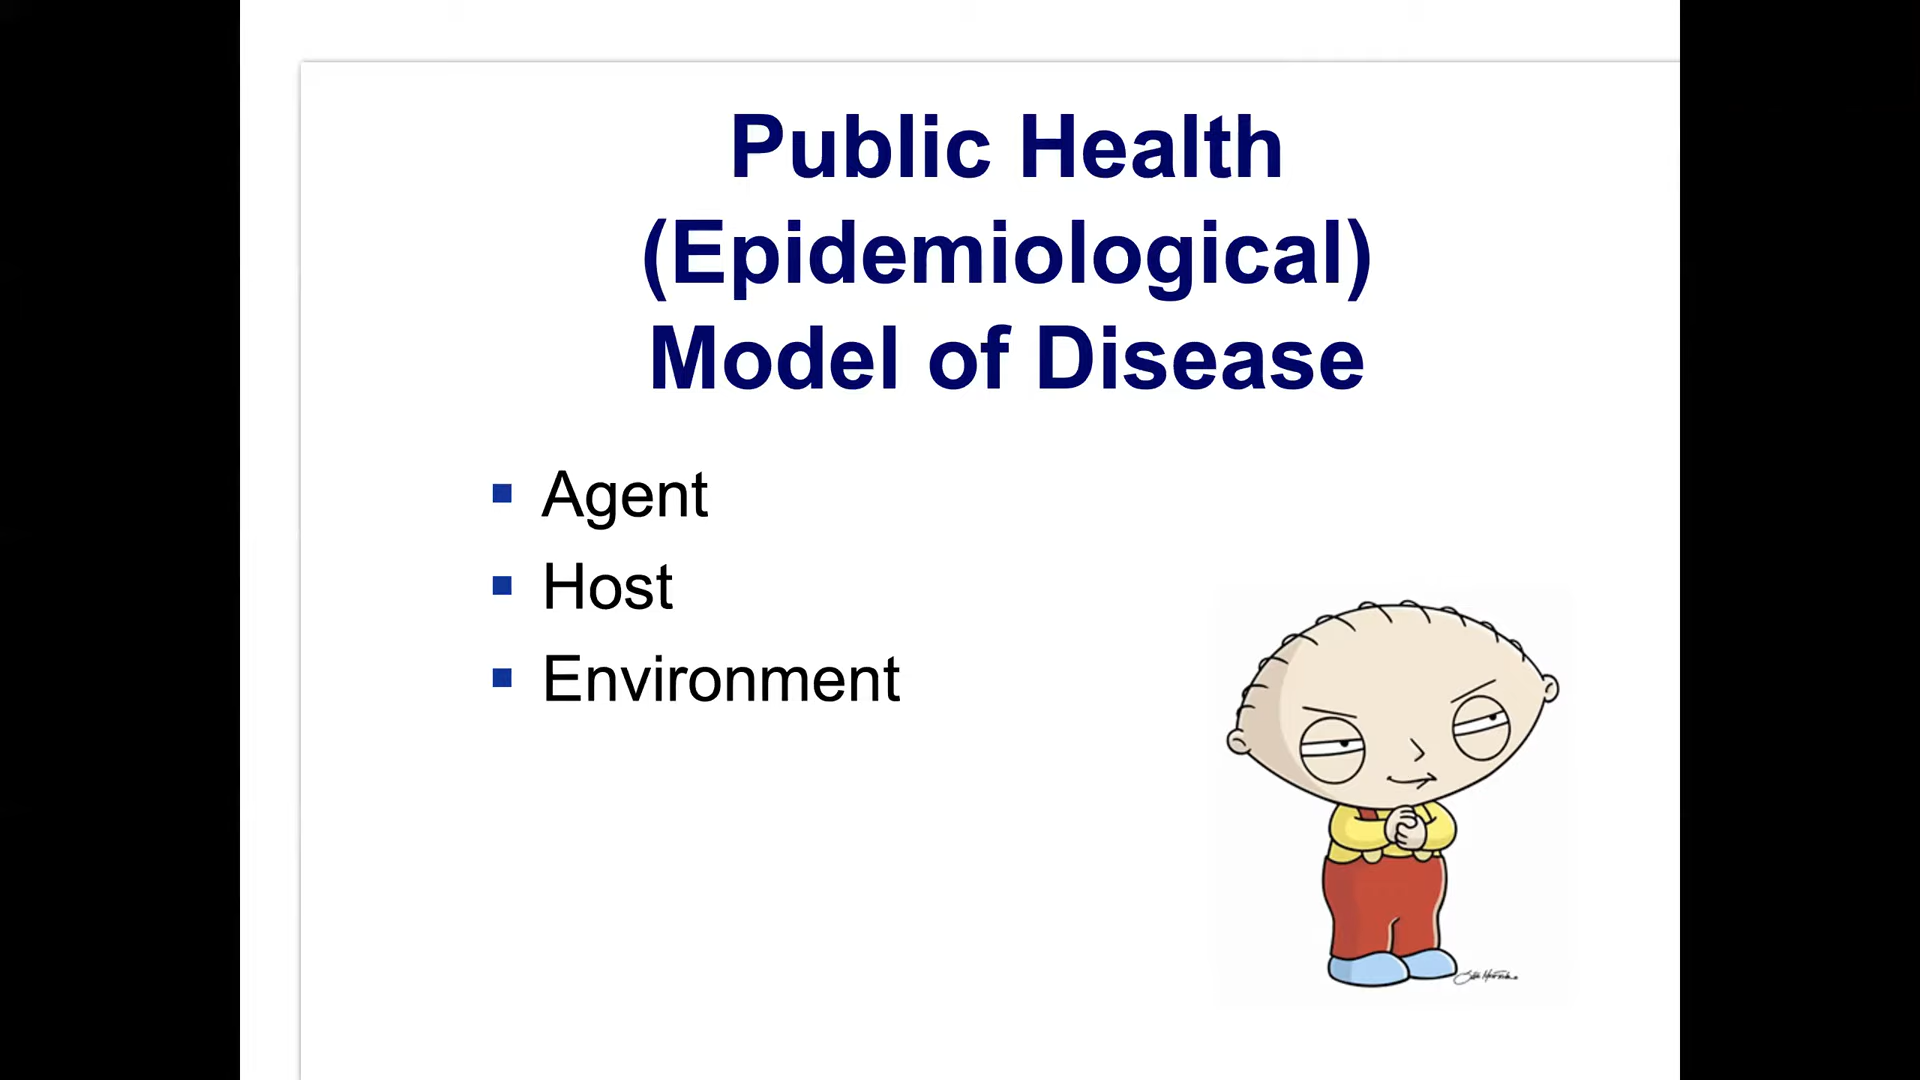 Public Health
(Epidemiological)
Model of Disease
Agent
Host
Environment